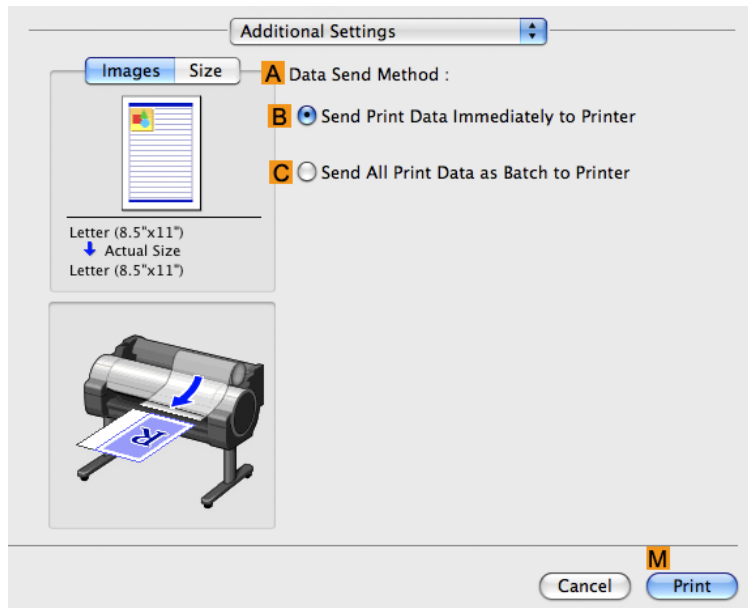 Additional Settings
Images Size
A Data Send Method :
B Send Print Data Immediately to Printer
C Send All Print Data as Batch to Printer
Letter (8.5"x11")
Actual Size
Letter (8.5"x11")
R
M
Cancel Print